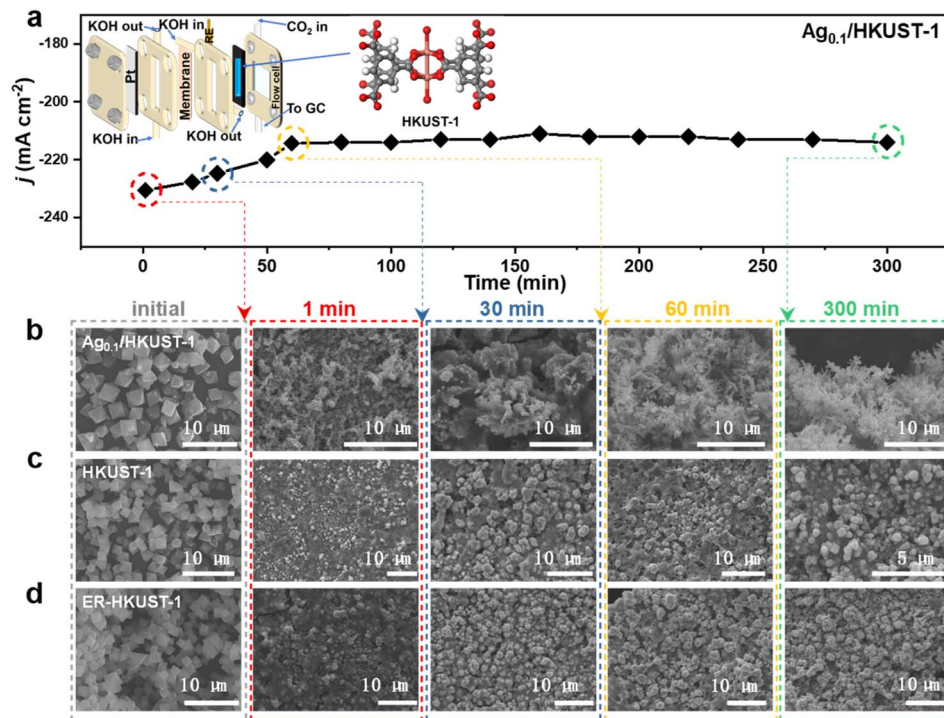 a
KOH out
KOH in
RE
CO₂ in
Ag₀.₁/HKUST-1
Pt
Membrane
Flow cell
To GC
KOH in
KOH out
HKUST-1
j (mA cm⁻²)
-180
-200
-220
-240
0
50
100
150
200
250
300
Time (min)
initial
1 min
30 min
60 min
300 min
b
Ag₀.₁/HKUST-1
10 µm
10 µm
10 µm
10 µm
10 µm
c
HKUST-1
10 µm
10 µm
10 µm
10 µm
5 µm
d
ER-HKUST-1
10 µm
10 µm
10 µm
10 µm
10 µm